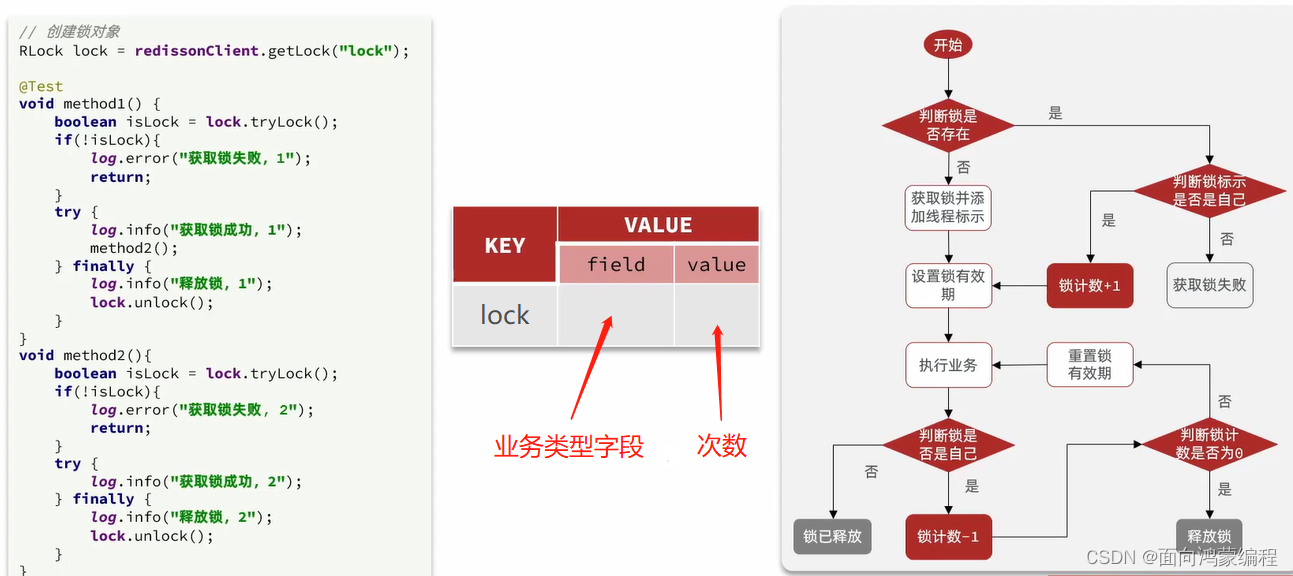 // 创建锁对象
RLock lock = redissonClient.getLock("lock");
@Test
void method1() {
boolean isLock = lock.tryLock();
if(!isLock){
log.error("获取锁失败, 1");
return;
}
try {
log.info("获取锁成功, 1");
method2();
} finally {
log.info("释放锁, 1");
lock.unlock();
}
}
void method2(){
boolean isLock = lock.tryLock();
if(!isLock){
log.error("获取锁失败, 2");
return;
}
try {
log.info("获取锁成功, 2");
} finally {
log.info("释放锁, 2");
lock.unlock();
}
}
KEY
VALUE
field
value
lock
业务类型字段
次数
开始
判断锁是
否存在
是
否
判断锁标示
是否是自己
获取锁并添
加线程标示
是
否
设置锁有效
期
锁计数+1
获取锁失败
执行业务
重置锁
有效期
否
判断锁是
否是自己
判断锁计
数是否为0
否
是
是
锁已释放
锁计数-1
释放锁
CSDN @面向鸿蒙编程